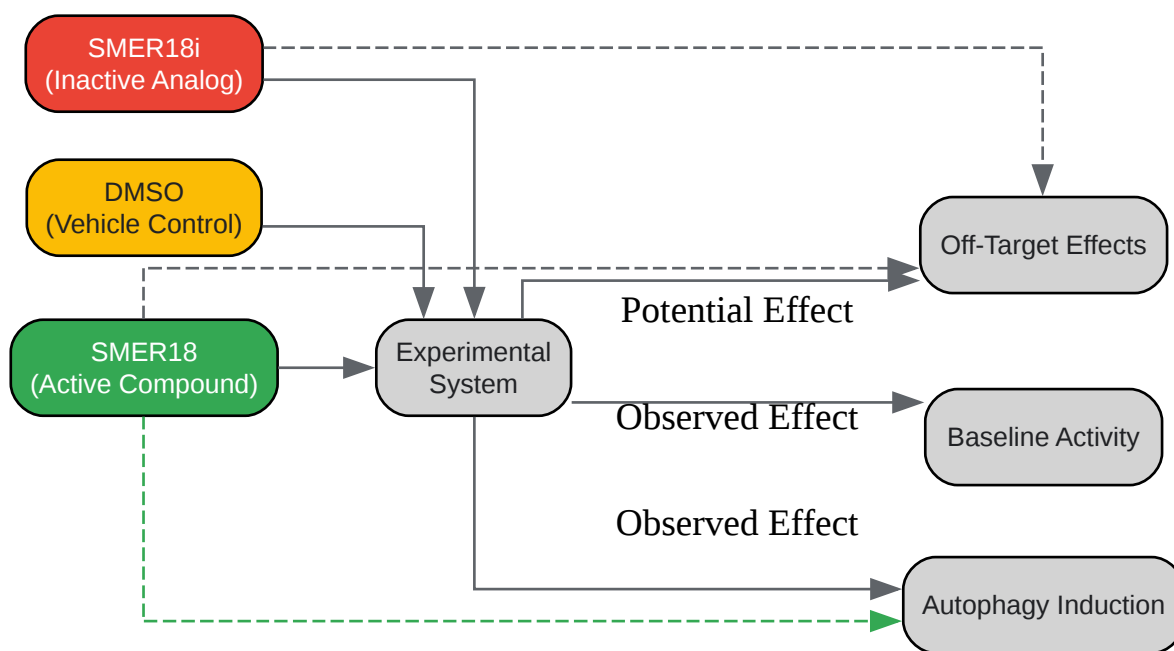 SMER18i
(Inactive Analog)
DMSO
(Vehicle Control)
Off-Target Effects
Potential Effect
SMER18
(Active Compound)
Experimental
System
Observed Effect
Baseline Activity
Observed Effect
Autophagy Induction